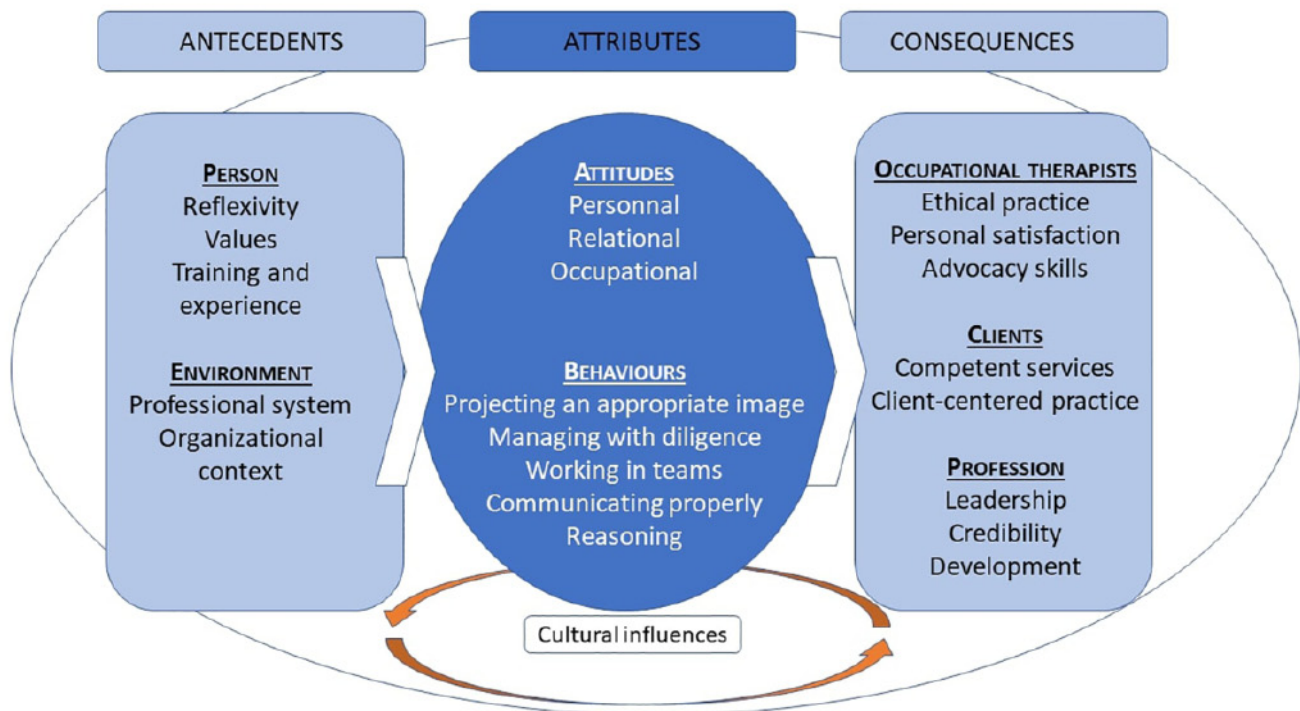 ANTECEDENTS
ATTRIBUTES
CONSEQUENCES
PERSON
Reflexivity
Values
Training and
experience
ENVIRONMENT
Professional system
Organizational
context
ATTITUDES
Personnal
Relational
Occupational
BEHAVIOURS
Projecting an appropriate image
Managing with diligence
Working in teams
Communicating properly
Reasoning
OCCUPATIONAL THERAPISTS
Ethical practice
Personal satisfaction
Advocacy skills
CLIENTS
Competent services
Client-centered practice
PROFESSION
Leadership
Credibility
Development
Cultural influences